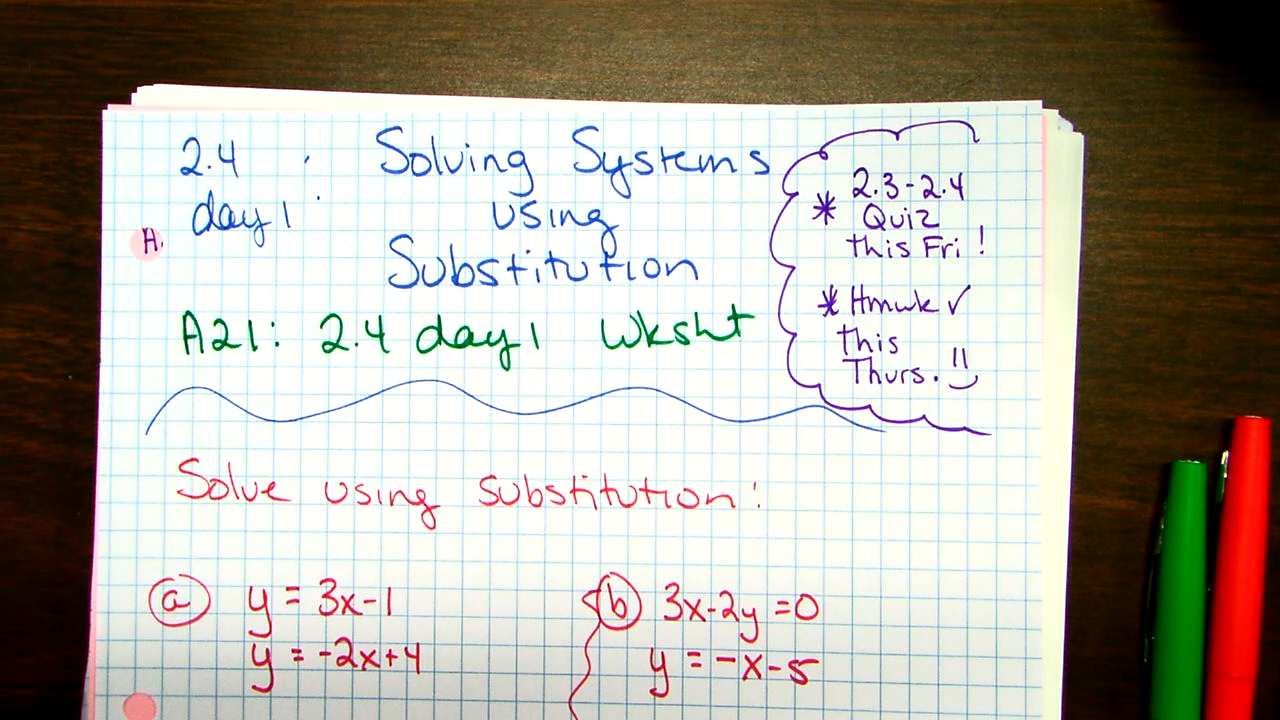 2.4 : Solving Systems
day 1 using
Substitution
A.
A21: 2.4 day 1 Wksht
* 2.3-2.4
Quiz
this Fri!
* Hmwk ✓
this
Thurs.
Solve using substitution:
a y = 3x-1
y = -2x+4
b 3x-2y=0
y = -x-5